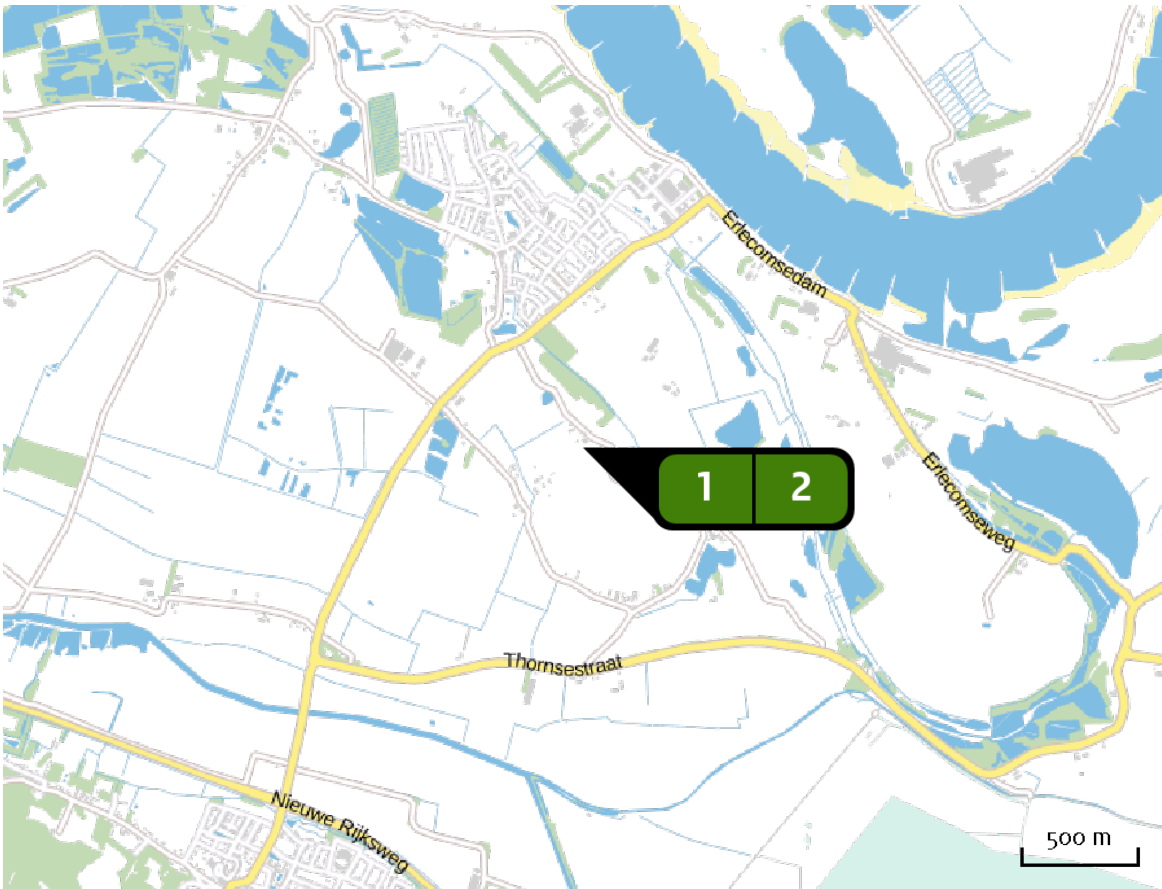 Erlecomsedam
Erlecomseweg
1 2
Thornsestraat
Nieuwe Rijksweg
500 m